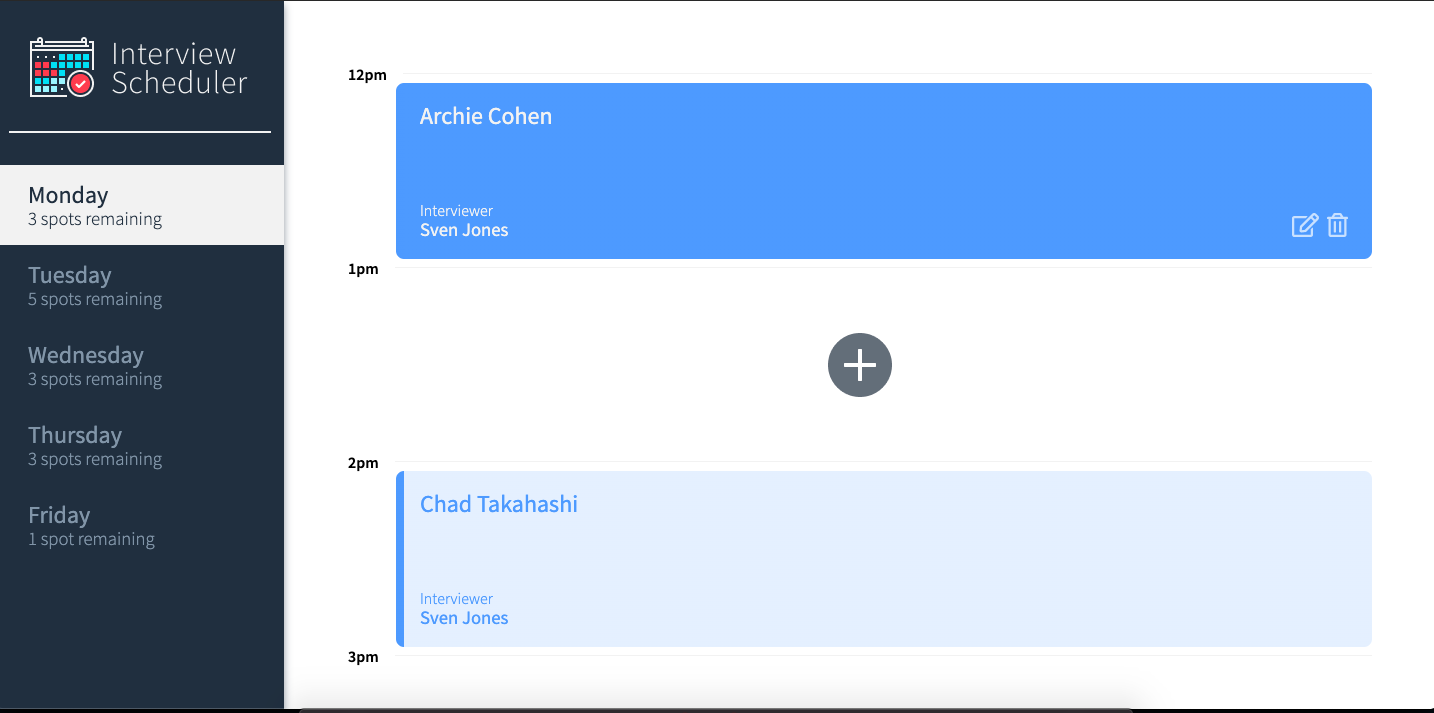 Interview
Scheduler
Monday
3 spots remaining
Tuesday
5 spots remaining
Wednesday
3 spots remaining
Thursday
3 spots remaining
Friday
1 spot remaining
12pm
Archie Cohen
Interviewer
Sven Jones
1pm
2pm
Chad Takahashi
Interviewer
Sven Jones
3pm